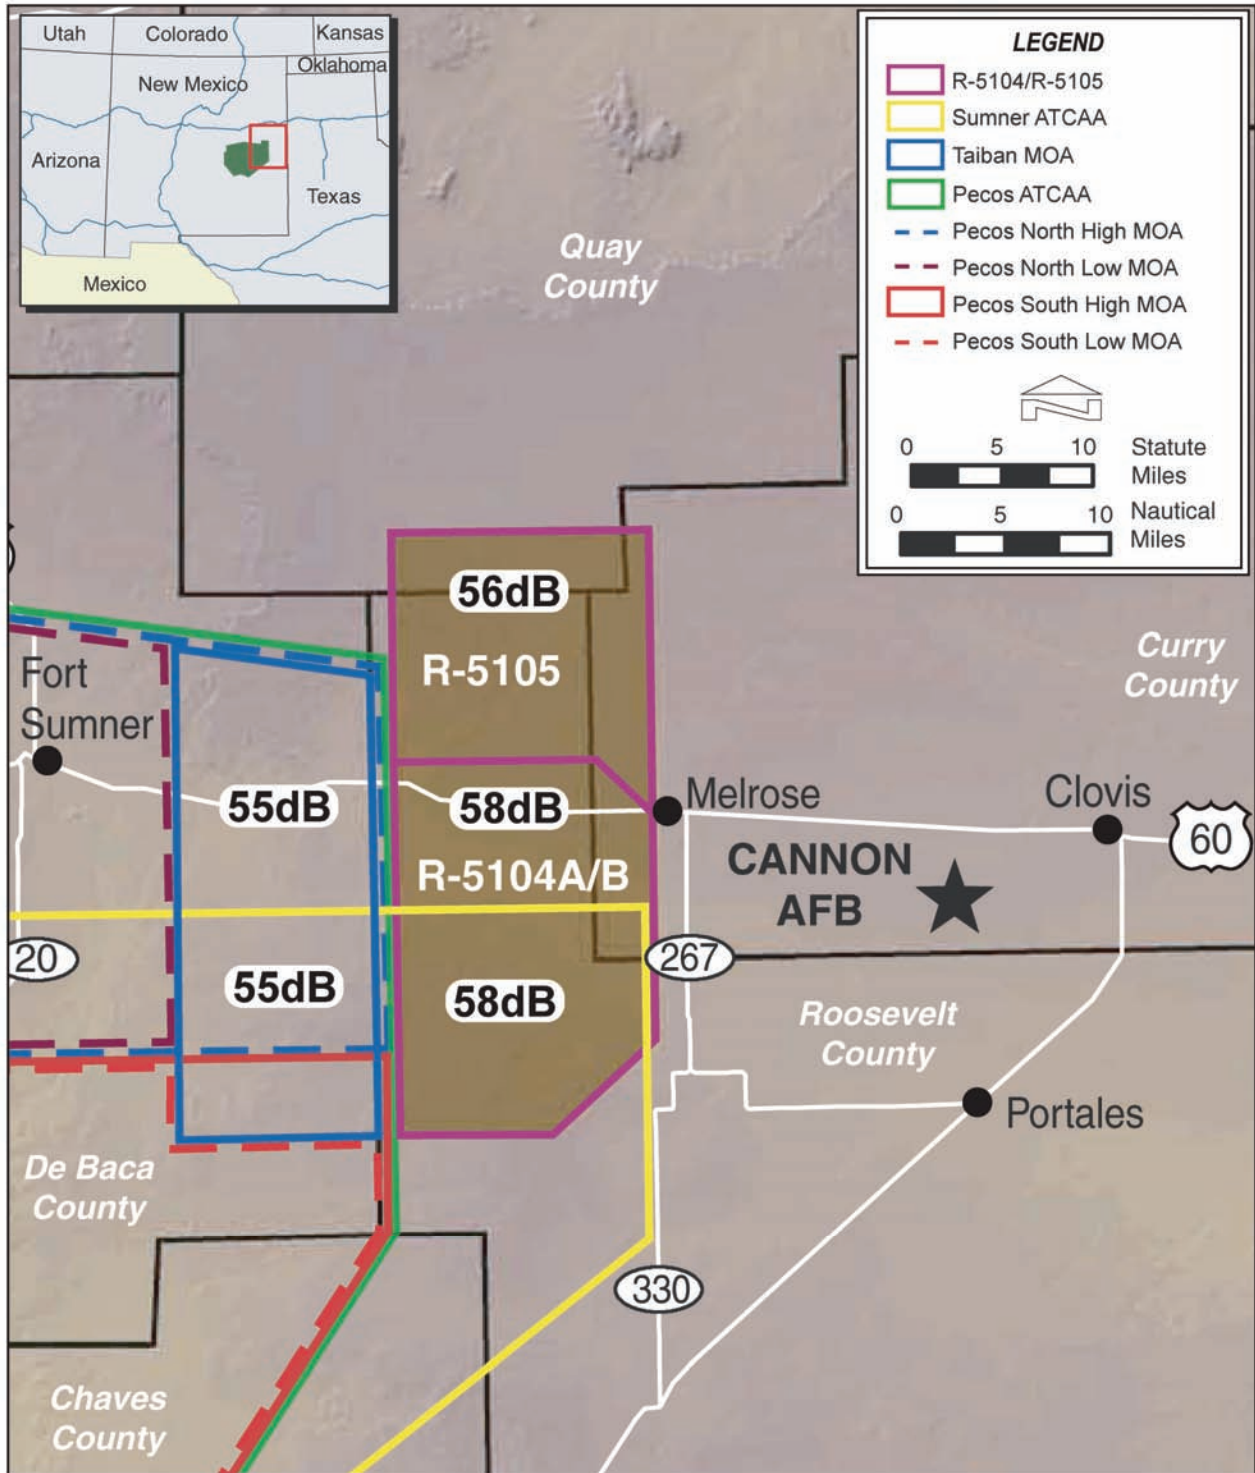 Utah
Colorado
Kansas
Oklahoma
New Mexico
Arizona
Texas
Mexico
LEGEND
R-5104/R-5105
Sumner ATCAA
Taiban MOA
Pecos ATCAA
Pecos North High MOA
Pecos North Low MOA
Pecos South High MOA
Pecos South Low MOA
0 5 10 Statute
Miles
0 5 10 Nautical
Miles
Quay
County
56dB
R-5105
Curry
County
Fort
Sumner
55dB
58dB
Melrose
Clovis
60
R-5104A/B
CANNON
AFB
20
55dB
58dB
267
Roosevelt
County
Portales
De Baca
County
330
Chaves
County